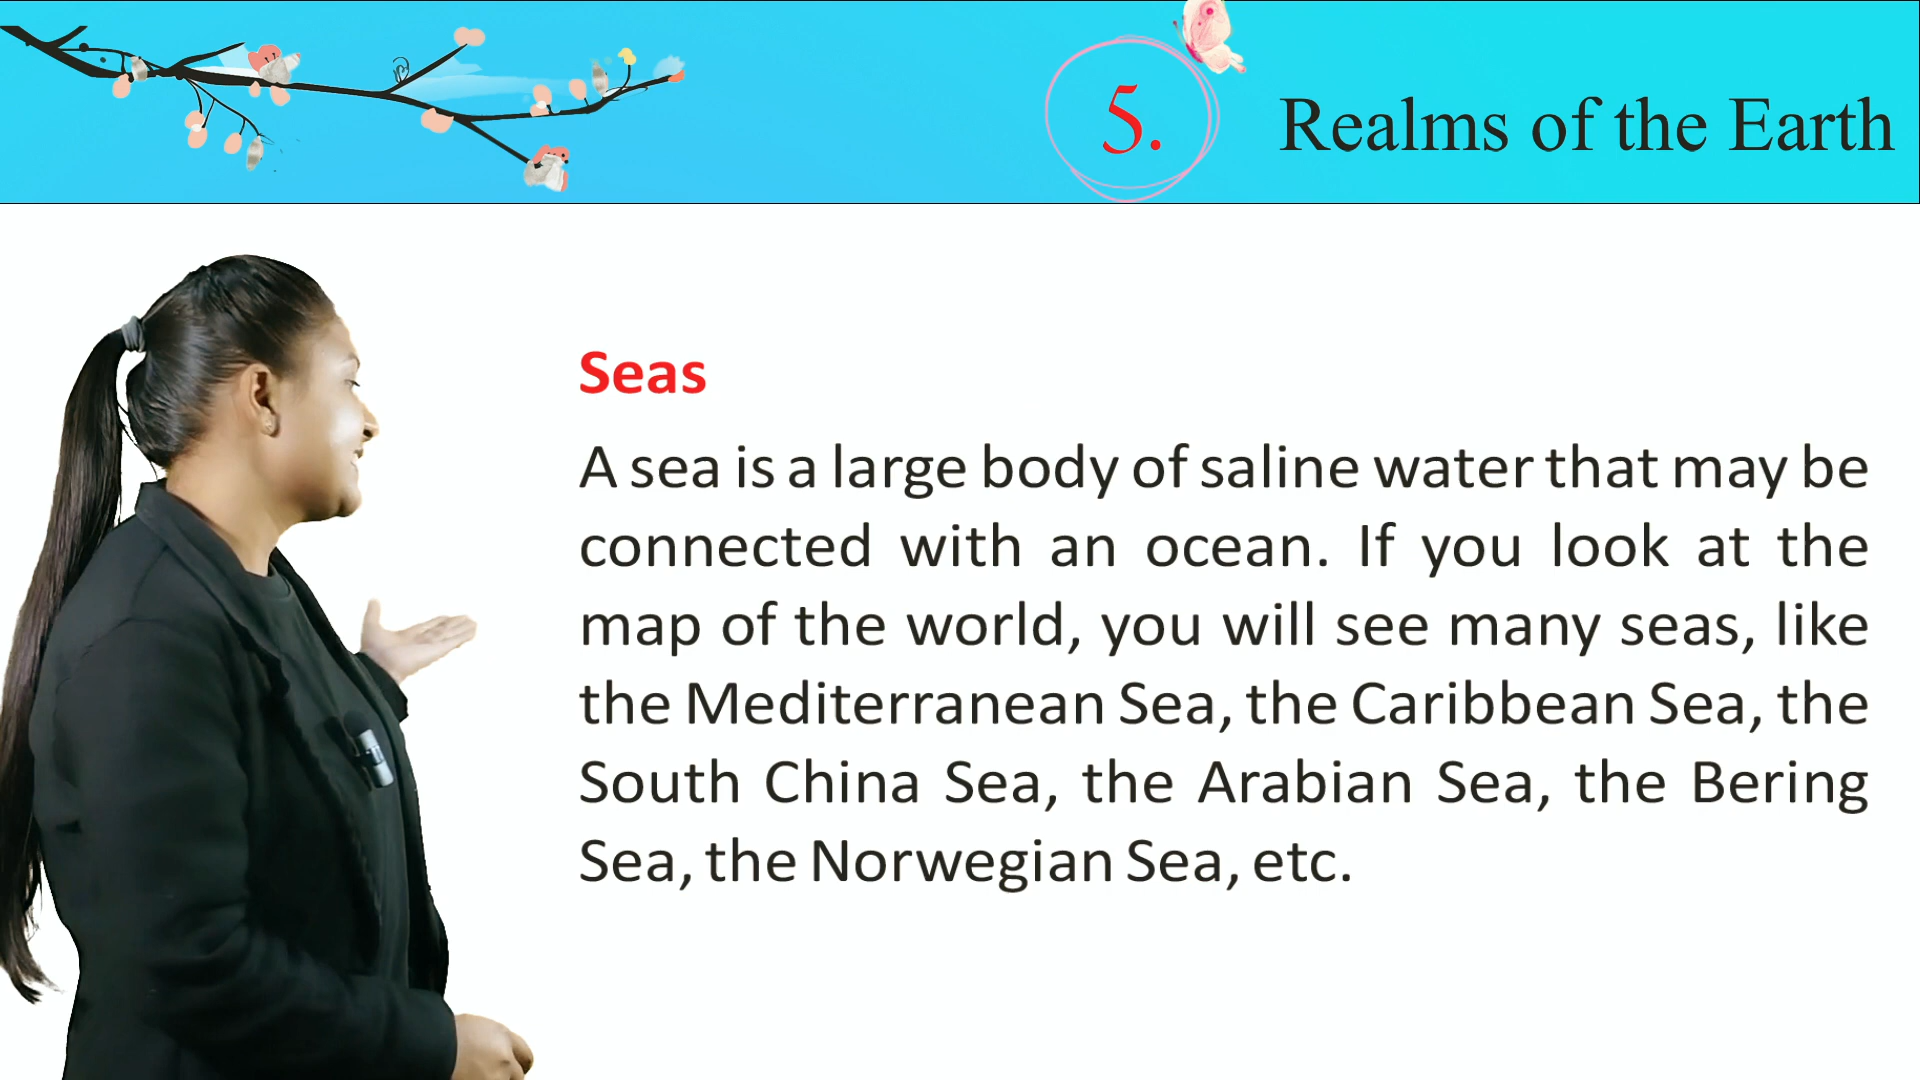 5. Realms of the Earth
Seas
A sea is a large body of saline water that may be
connected with an ocean. If you look at the
map of the world, you will see many seas, like
the Mediterranean Sea, the Caribbean Sea, the
South China Sea, the Arabian Sea, the Bering
Sea, the Norwegian Sea, etc.